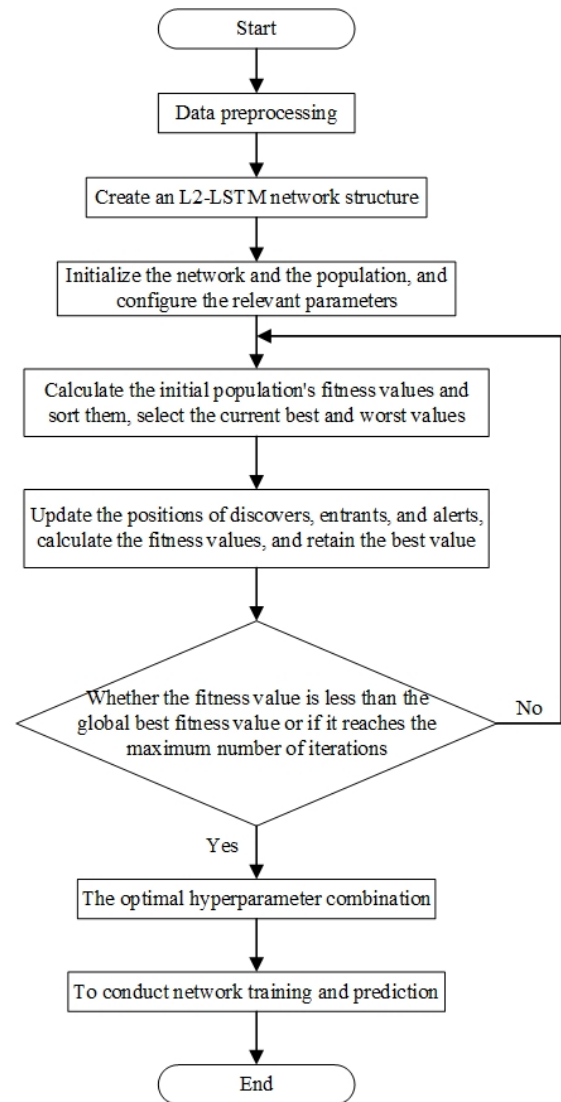 Start
Data preprocessing
Create an L2-LSTM network structure
Initialize the network and the population, and
configure the relevant parameters
Calculate the initial population's fitness values and
sort them, select the current best and worst values
Update the positions of discovers, entrants, and alerts,
calculate the fitness values, and retain the best value
Whether the fitness value is less than the
global best fitness value or if it reaches the
maximum number of iterations
No
Yes
The optimal hyperparameter combination
To conduct network training and prediction
End